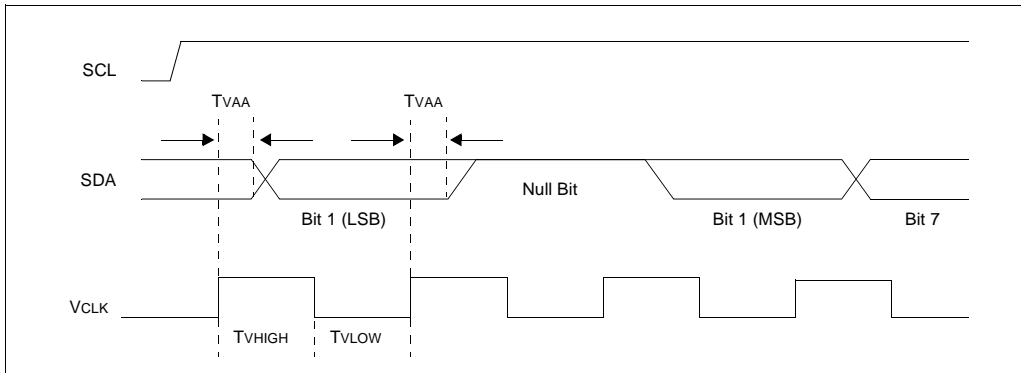 SCL
TVAA TVAA
SDA
Null Bit
Bit 1 (LSB) Bit 1 (MSB) Bit 7
VCLK
TVHIGH TVLOW